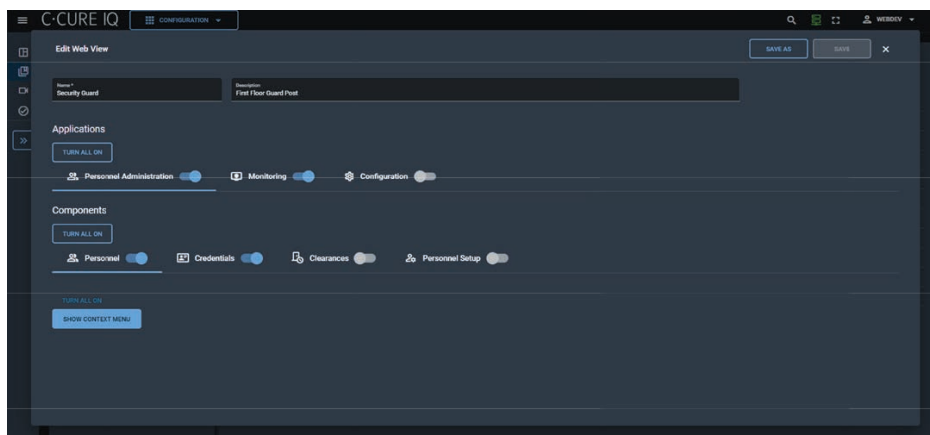 C•CURE IQ CONFIGURATION WEBDEV
Edit Web View SAVE AS SAVE
Name * Description
Security Guard First Floor Guard Post
Applications
TURN ALL ON
Personnel Administration Monitoring Configuration
Components
TURN ALL ON
Personnel Credentials Clearances Personnel Setup
TURN ALL ON
SHOW CONTEXT MENU